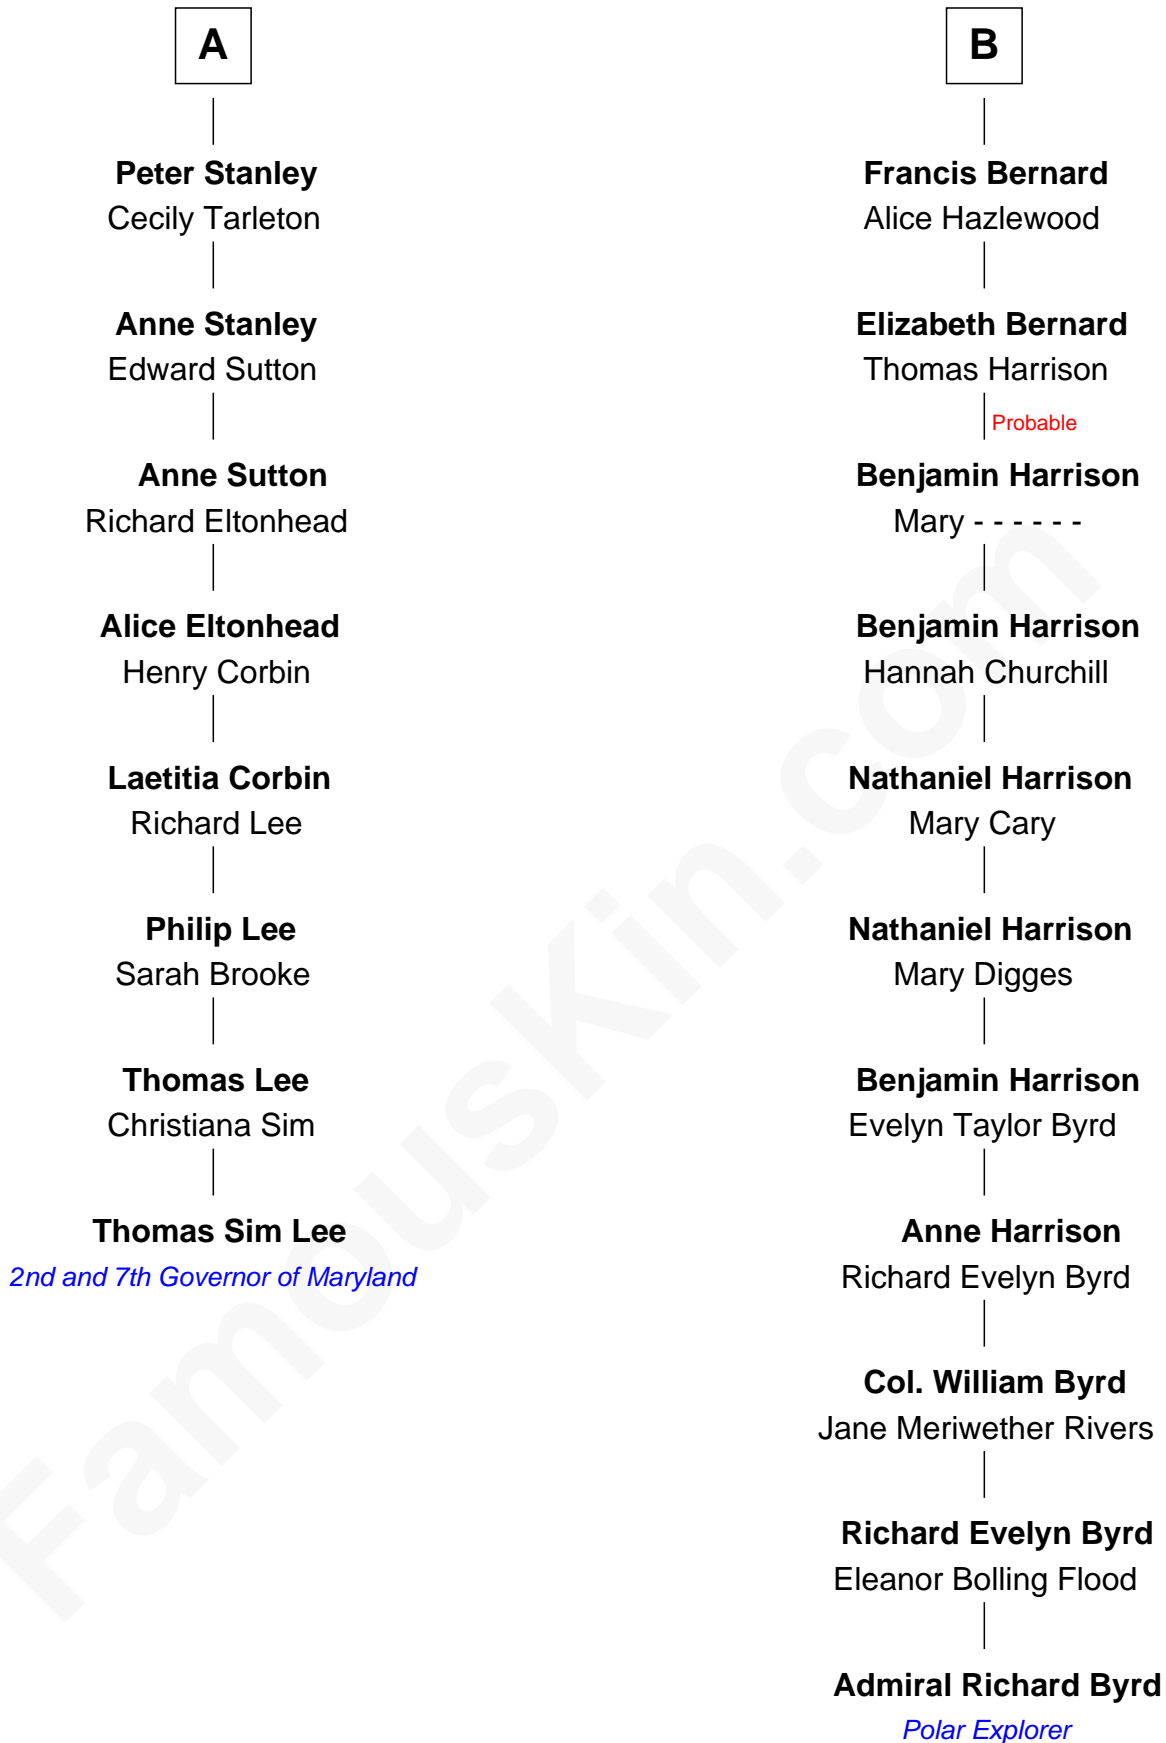 A
Peter Stanley
Cecily Tarleton
Anne Stanley
Edward Sutton
Anne Sutton
Richard Eltonhead
Alice Eltonhead
Henry Corbin
Laetitia Corbin
Richard Lee
Philip Lee
Sarah Brooke
Thomas Lee
Christiana Sim
Thomas Sim Lee
2nd and 7th Governor of Maryland
B
Francis Bernard
Alice Hazlewood
Elizabeth Bernard
Thomas Harrison
Probable
Benjamin Harrison
Mary - - - - - -
Benjamin Harrison
Hannah Churchill
Nathaniel Harrison
Mary Cary
Nathaniel Harrison
Mary Digges
Benjamin Harrison
Evelyn Taylor Byrd
Anne Harrison
Richard Evelyn Byrd
Col. William Byrd
Jane Meriwether Rivers
Richard Evelyn Byrd
Eleanor Bolling Flood
Admiral Richard Byrd
Polar Explorer
FamousKin.com